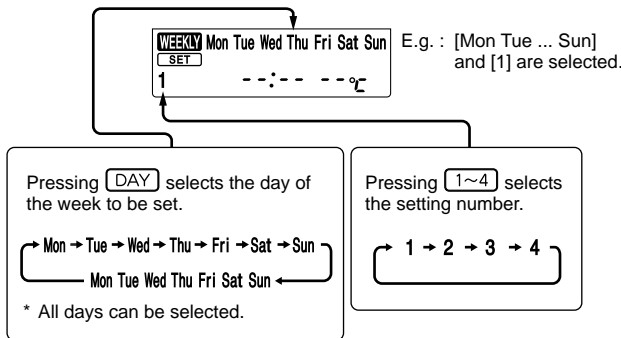 WEEKLY Mon Tue Wed Thu Fri Sat Sun
SET
1 --:-- --℃
E.g. : [Mon Tue ... Sun]
and [1] are selected.
Pressing DAY selects the day of
the week to be set.
Mon → Tue → Wed → Thu → Fri → Sat → Sun
Mon Tue Wed Thu Fri Sat Sun
* All days can be selected.
Pressing 1~4 selects
the setting number.
1 → 2 → 3 → 4